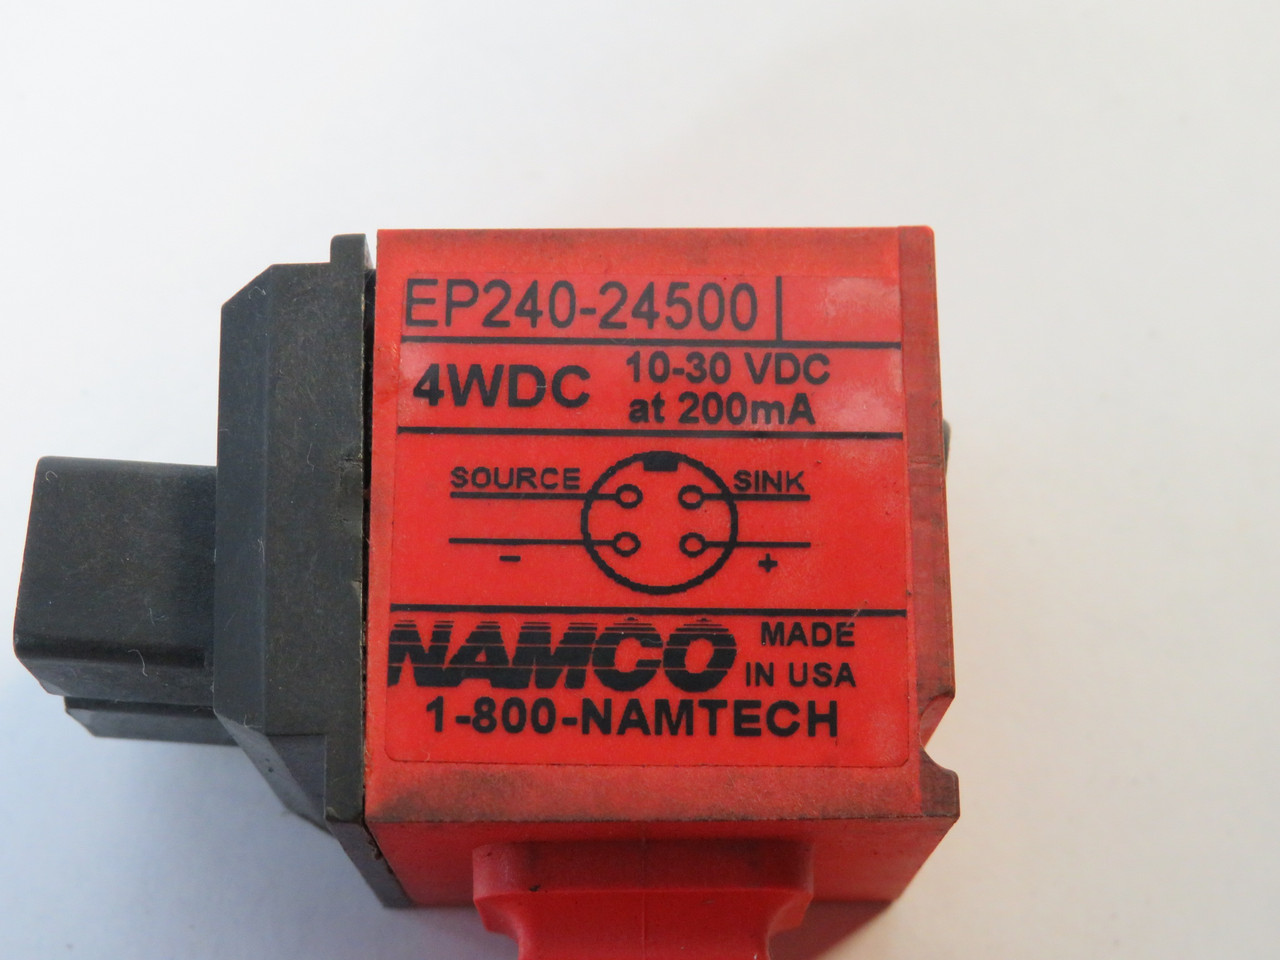 EP240-24500
4WDC 10-30 VDC
at 200mA
SOURCE SINK
- +
NAMCO MADE
IN USA
1-800-NAMTECH